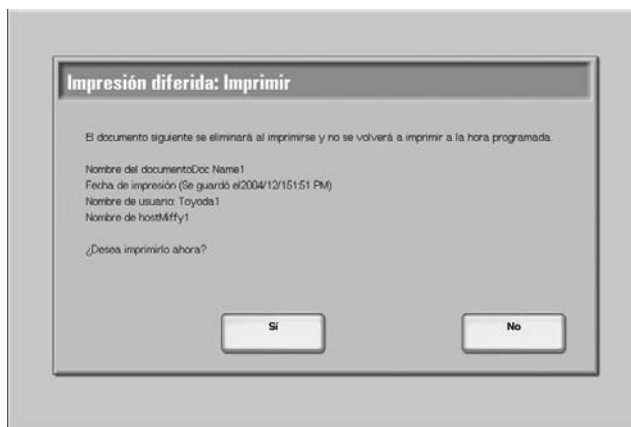 Impresión diferida: Imprimir
El documento siguiente se eliminará al imprimirse y no se volverá a imprimir a la hora programada.
Nombre del documentoDoc Name1
Fecha de impresión (Se guardó el2004/12/151:51 PM)
Nombre de usuario: Toyoda1
Nombre de hostMiffy1
¿Desea imprimirlo ahora?
Sí
No